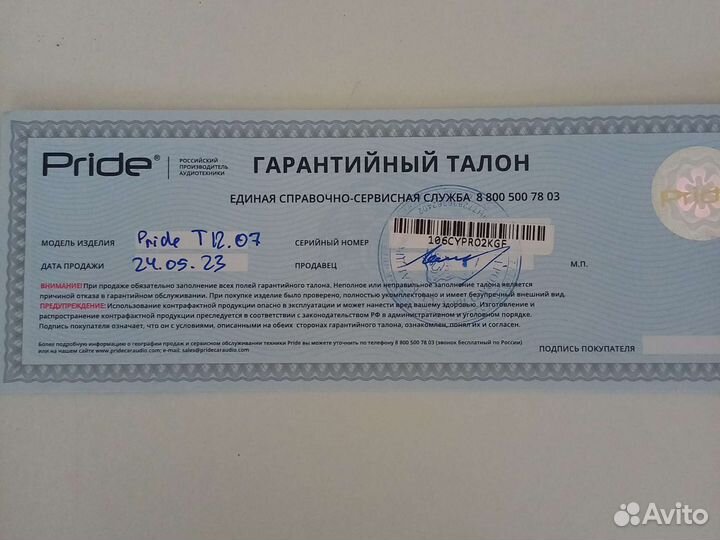 Pride® РОССИЙСКИЙ ПРОИЗВОДИТЕЛЬ АУДИОТЕХНИКИ
ГАРАНТИЙНЫЙ ТАЛОН
ЕДИНАЯ СПРАВОЧНО-СЕРВИСНАЯ СЛУЖБА 8 800 500 78 03
МОДЕЛЬ ИЗДЕЛИЯ Pride T12.07 СЕРИЙНЫЙ НОМЕР 106CYPRO2KGF
ДАТА ПРОДАЖИ 24.05.23 ПРОДАВЕЦ М.П.
ВНИМАНИЕ! При продаже обязательно заполнение всех полей гарантийного талона. Неполное или неправильное заполнение талона является
причиной отказа в гарантийном обслуживании. При покупке изделие было проверено, полностью укомплектовано и имеет безупречный внешний вид.
ПРЕДУПРЕЖДЕНИЕ: Использование контрафактной продукции опасно в эксплуатации и может нанести вред вашему здоровью. Изготовление и
распространение контрафактной продукции преследуется в соответствии с законодательством РФ в административном и уголовном порядке.
Подпись покупателя означает, что он с условиями, описанными на обеих сторонах гарантийного талона, ознакомлен, понял их и согласен.
Более подробную информацию о географии продаж и сервисном обслуживании техники Pride вы можете уточнить по телефону 8 800 500 78 03 (звонок бесплатный по России)
или на нашем сайте www.pridecaraudio.com; e-mail: sales@pridecaraudio.com
ПОДПИСЬ ПОКУПАТЕЛЯ
Avito